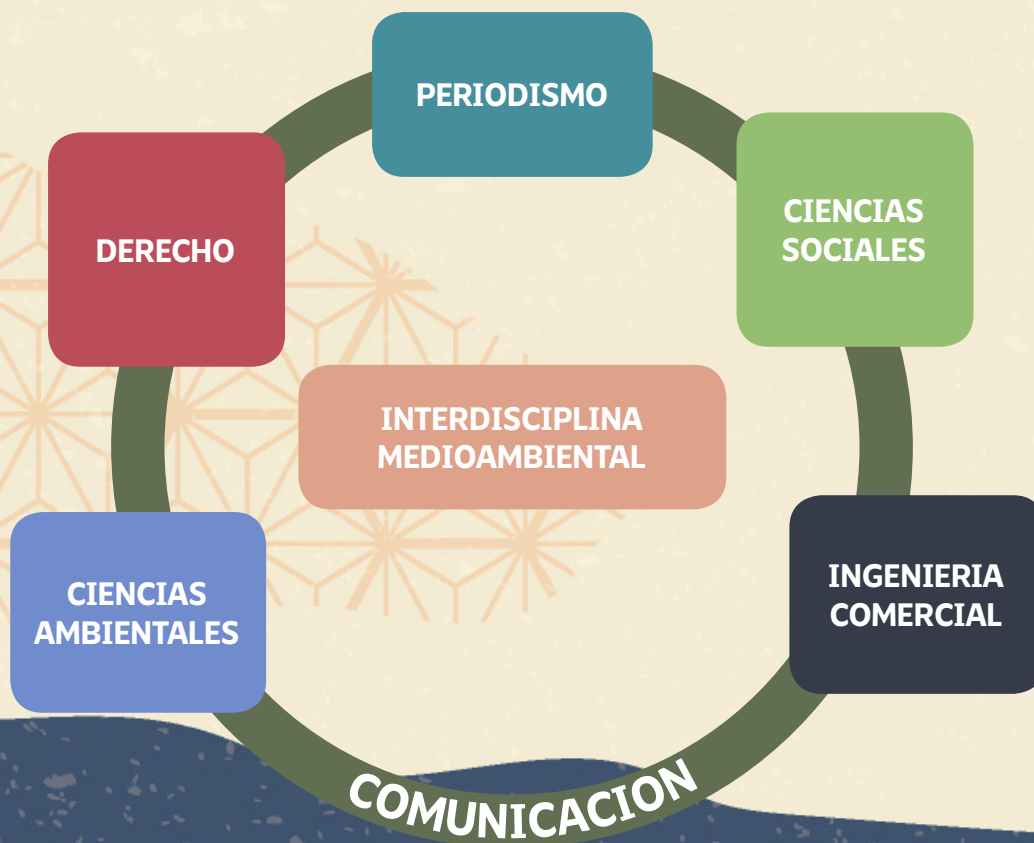 PERIODISMO
DERECHO
CIENCIAS
SOCIALES
INTERDISCIPLINA
MEDIOAMBIENTAL
CIENCIAS
AMBIENTALES
INGENIERIA
COMERCIAL
COMUNICACION